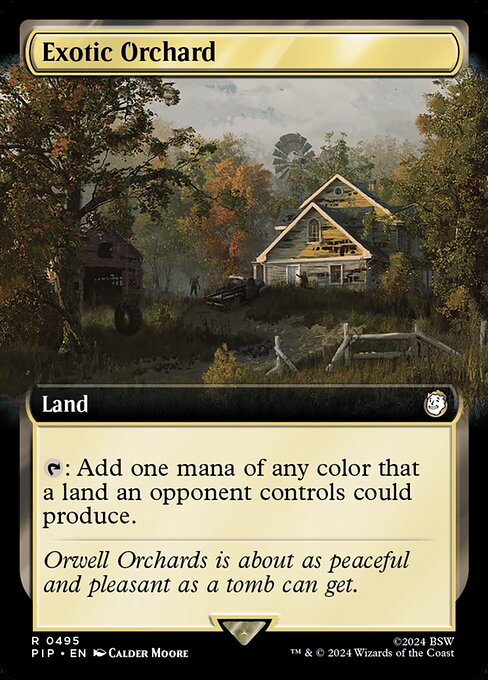 Exotic Orchard
Land
: Add one mana of any color that
a land an opponent controls could
produce.
Orwell Orchards is about as peaceful
and pleasant as a tomb can get.
R 0495
PIP • EN Calder Moore
©2024 BSW
™ & © 2024 Wizards of the Coast